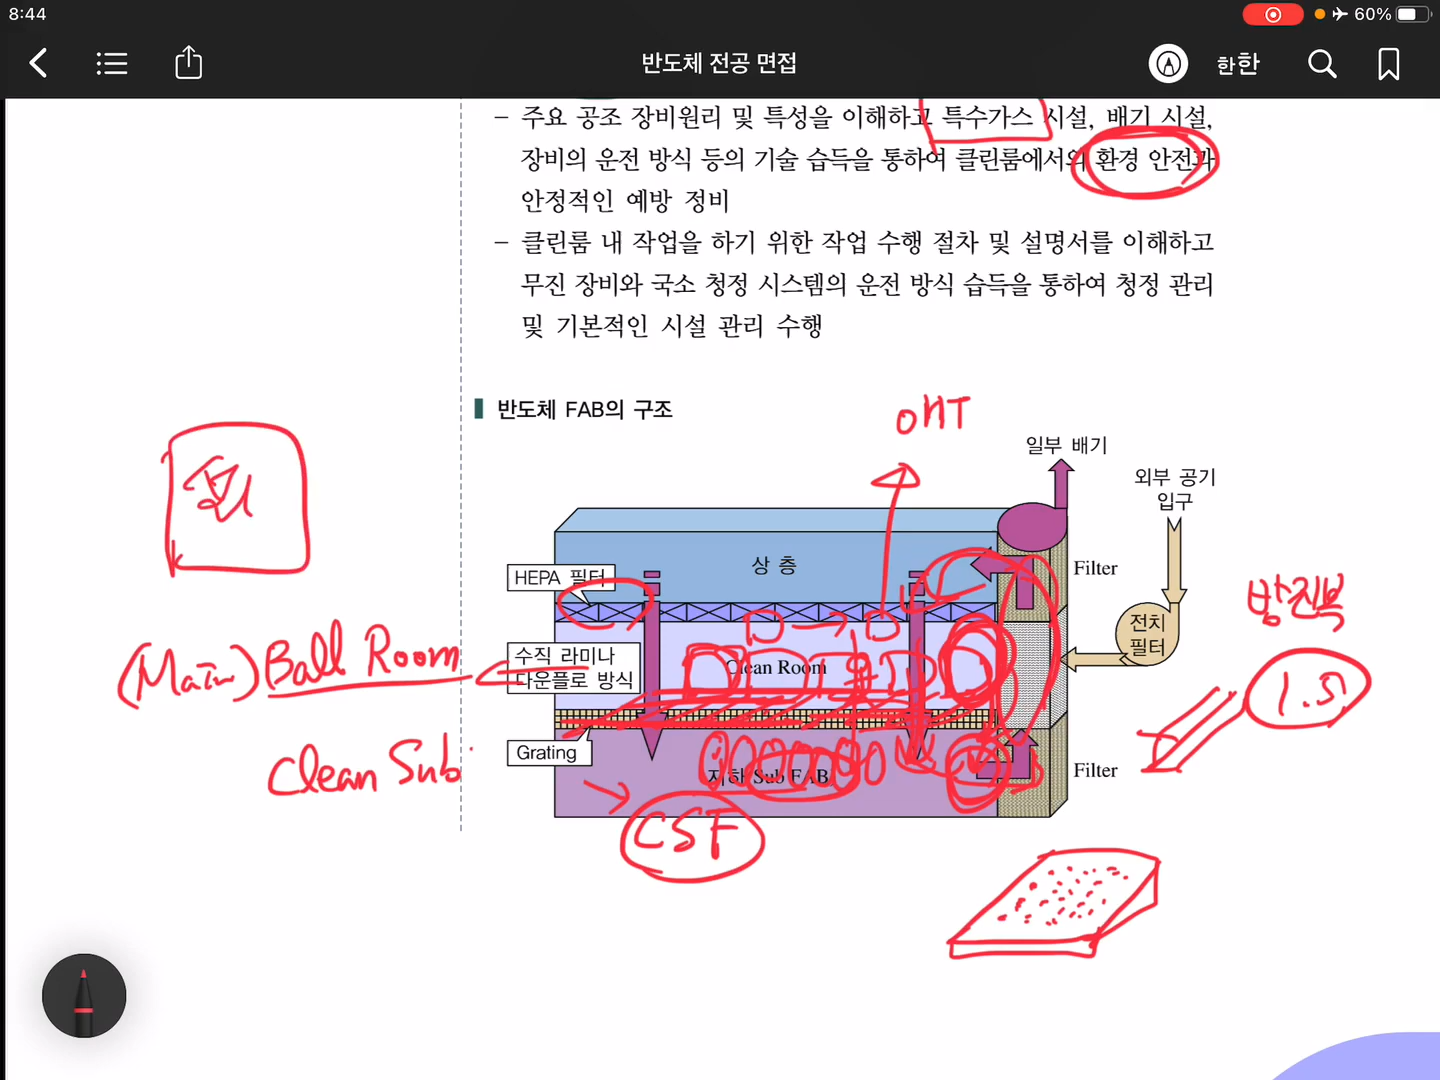 8:44
60%
반도체 전공 면접
한한
– 주요 공조 장비원리 및 특성을 이해하고 특수가스 시설, 배기 시설,
장비의 운전 방식 등의 기술 습득을 통하여 클린룸에서의 환경 안전과
안정적인 예방 정비
– 클린룸 내 작업을 하기 위한 작업 수행 절차 및 설명서를 이해하고
무진 장비와 국소 청정 시스템의 운전 방식 습득을 통하여 청정 관리
및 기본적인 시설 관리 수행
반도체 FAB의 구조
OHT
일부 배기
외부 공기
입구
상 층
HEPA 필터
Filter
방진복
전치
필터
수직 라미나
다운플로 방식
Clean Room
(Main) Ball Room
1.5
Grating
Clean Sub
지하 Sub FAB
Filter
CSF